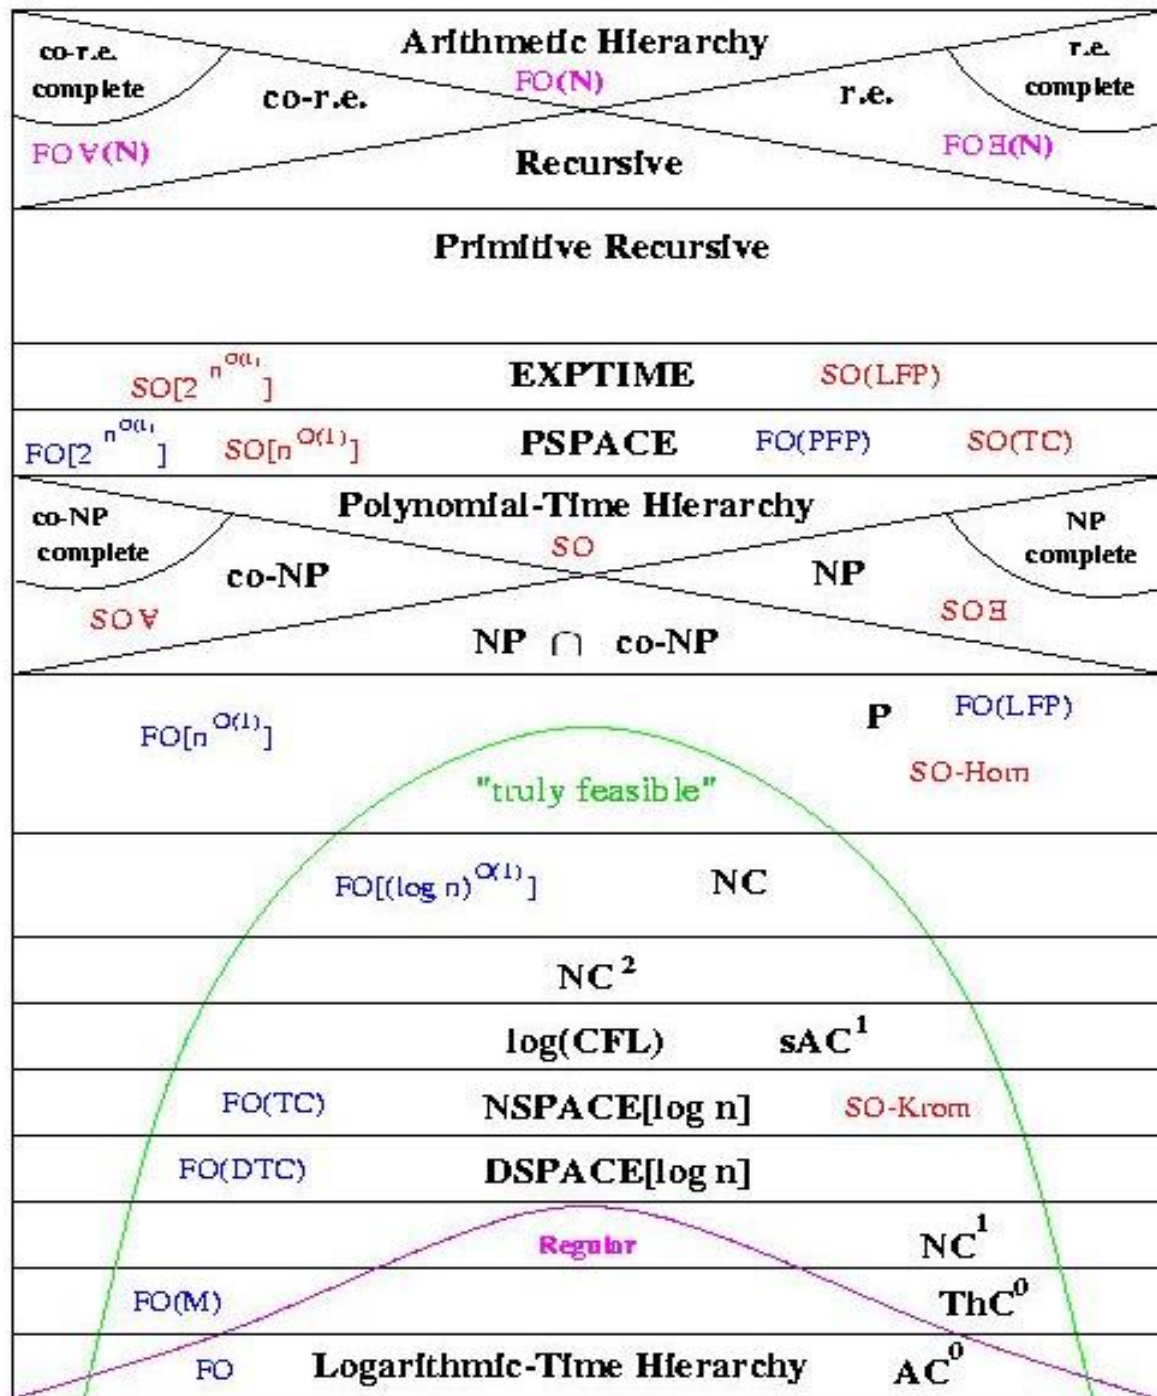 co-r.e. complete
Arithmetic Hierarchy
FO(N)
r.e. complete
co-r.e.
r.e.
FO∀(N)
FO∃(N)
Recursive
Primitive Recursive
SO[2^n^O(1)] EXPTIME SO(LFP)
FO[2^n^O(1)] SO[n^O(1)] PSPACE FO(PFP) SO(TC)
Polynomial-Time Hierarchy
co-NP complete
SO
NP complete
co-NP
NP
SO∀
SO∃
NP ∩ co-NP
FO[n^O(1)] P FO(LFP)
SO-Horn
"truly feasible"
FO[(log n)^O(1)] NC
NC^2
log(CFL) sAC^1
FO(TC) NSPACE[log n] SO-Krom
FO(DTC) DSPACE[log n]
Regular NC^1
FO(M) ThC^0
FO Logarithmic-Time Hierarchy AC^0